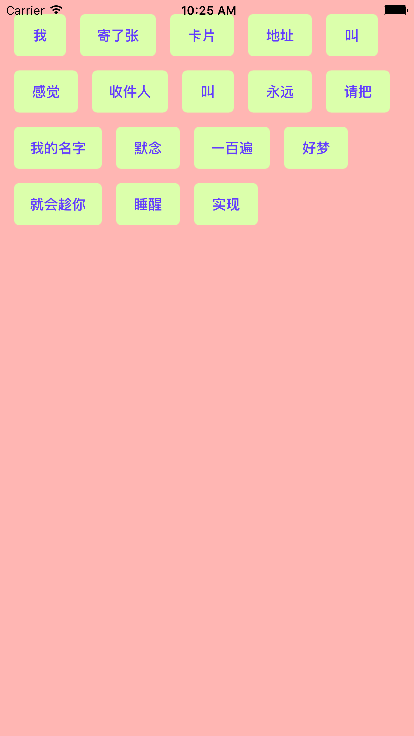 Carrier 10:25 AM
我 寄了张 卡片 地址 叫
感觉 收件人 叫 永远 请把
我的名字 默念 一百遍 好梦
就会趁你 睡醒 实现